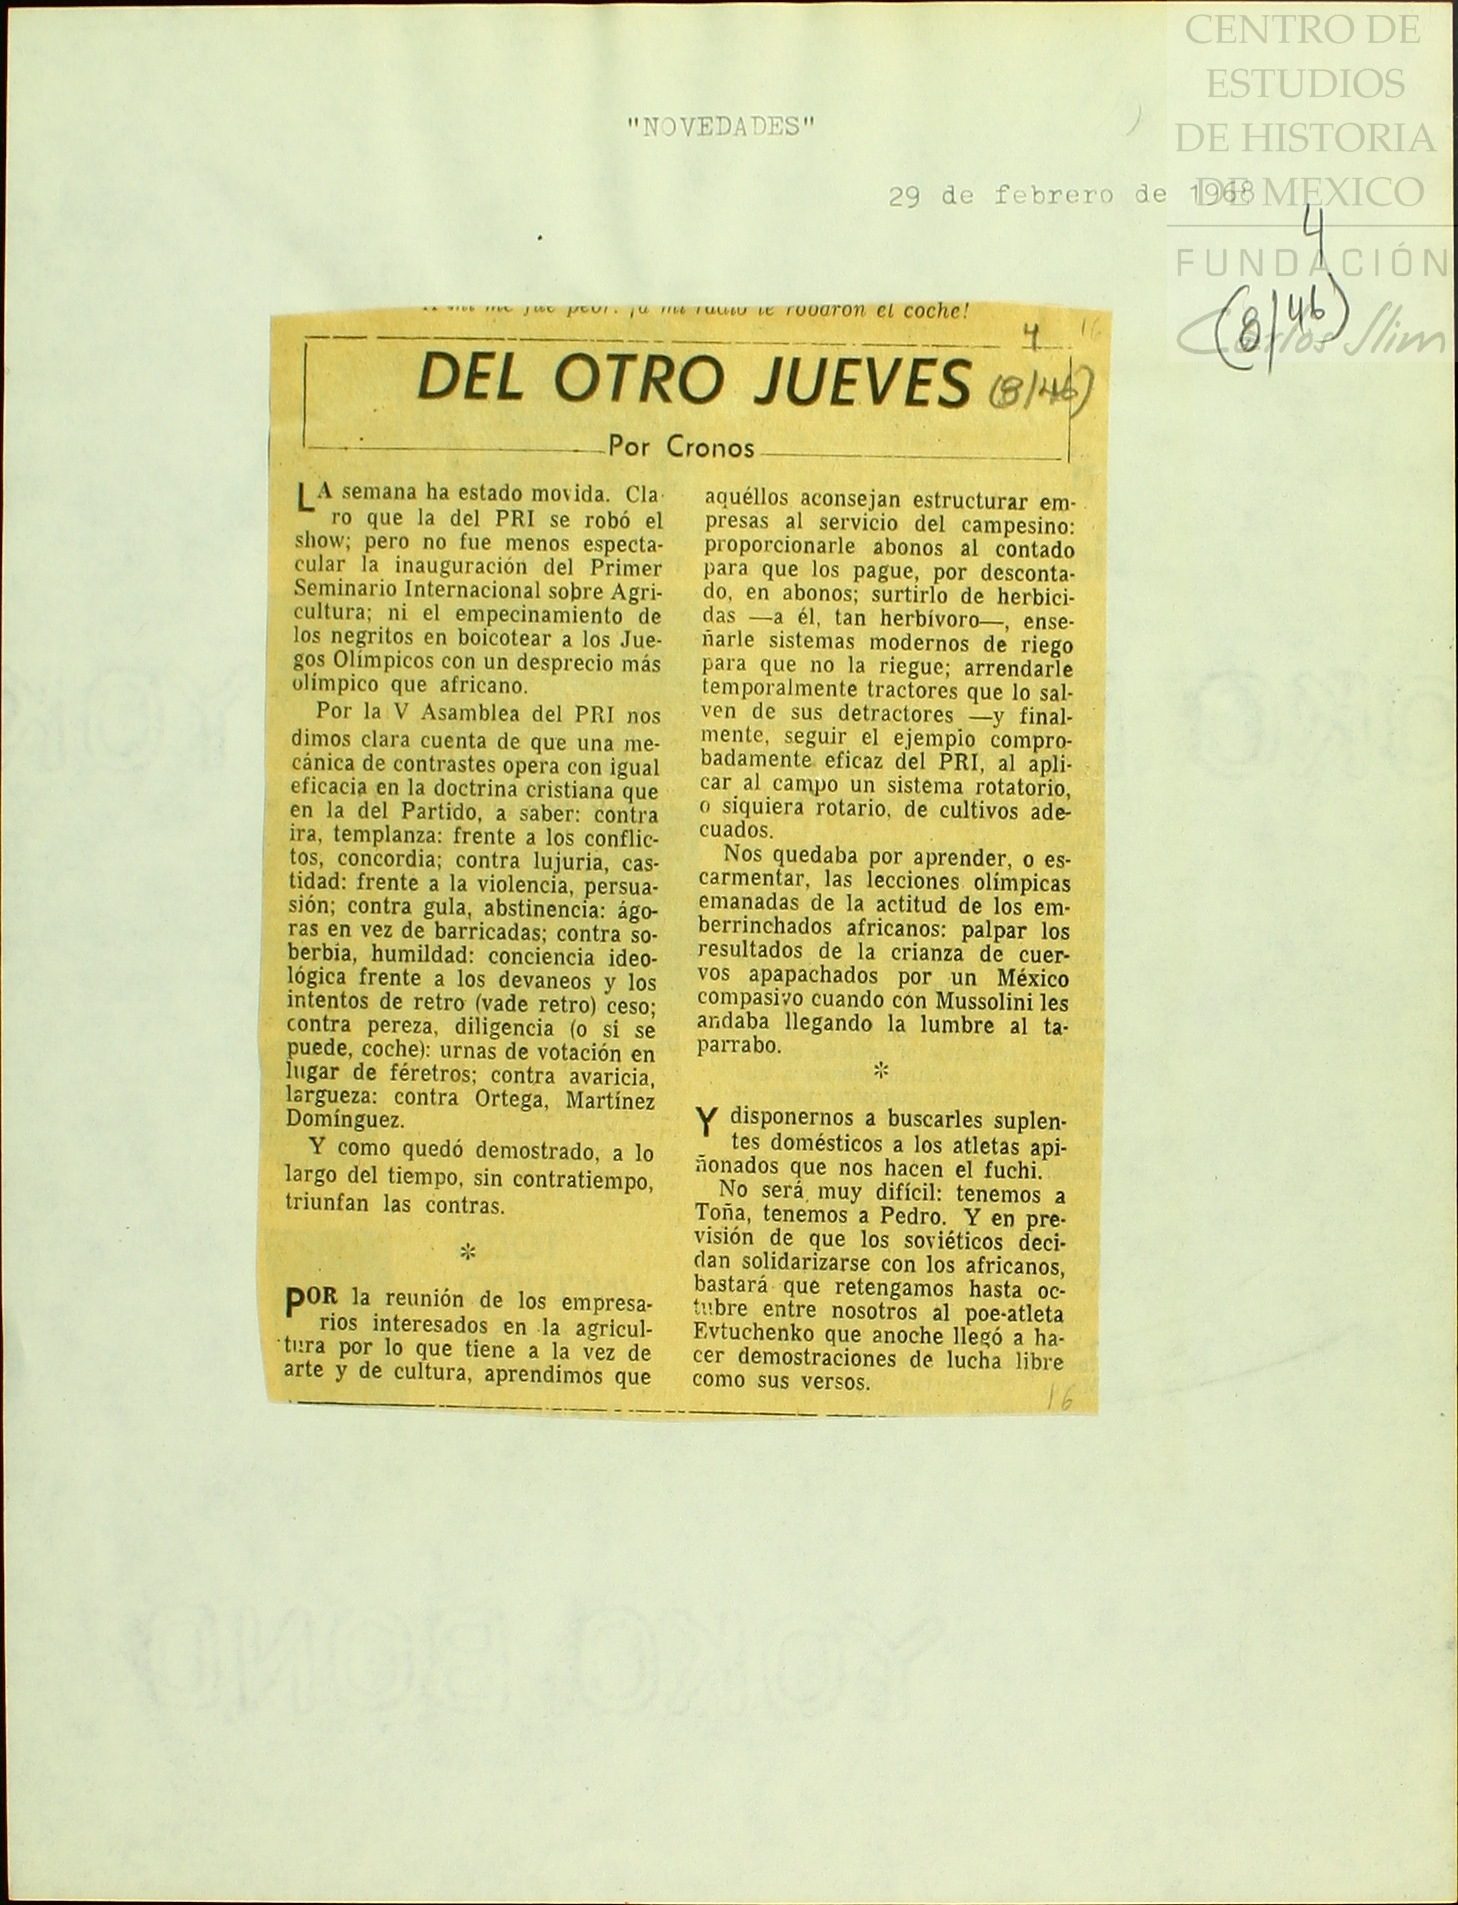 CENTRO DE
ESTUDIOS
DE HISTORIA
DE MEXICO
FUNDACIÓN
Carlos Slim
"NOVEDADES"
29 de febrero de 1968
4
(8/46)
coche!
4
16
DEL OTRO JUEVES (8/46)
Por Cronos
LA semana ha estado movida. Cla-
ro que la del PRI se robó el
show; pero no fue menos especta-
cular la inauguración del Primer
Seminario Internacional sobre Agri-
cultura; ni el empecinamiento de
los negritos en boicotear a los Jue-
gos Olímpicos con un desprecio más
olímpico que africano.
Por la V Asamblea del PRI nos
dimos clara cuenta de que una me-
cánica de contrastes opera con igual
eficacia en la doctrina cristiana que
en la del Partido, a saber: contra
ira, templanza: frente a los conflic-
tos, concordia; contra lujuria, cas-
tidad: frente a la violencia, persua-
sión; contra gula, abstinencia: ágo-
ras en vez de barricadas; contra so-
berbia, humildad: conciencia ideo-
lógica frente a los devaneos y los
intentos de retro (vade retro) ceso;
contra pereza, diligencia (o si se
puede, coche): urnas de votación en
lugar de féretros; contra avaricia,
largueza: contra Ortega, Martínez
Domínguez.
Y como quedó demostrado, a lo
largo del tiempo, sin contratiempo,
triunfan las contras.
*
POR la reunión de los empresa-
rios interesados en la agricul-
tura por lo que tiene a la vez de
arte y de cultura, aprendimos que
aquéllos aconsejan estructurar em-
presas al servicio del campesino:
proporcionarle abonos al contado
para que los pague, por desconta-
do, en abonos; surtirlo de herbici-
das —a él, tan herbívoro—, ense-
ñarle sistemas modernos de riego
para que no la riegue; arrendarle
temporalmente tractores que lo sal-
ven de sus detractores —y final-
mente, seguir el ejemplo compro-
badamente eficaz del PRI, al apli-
car al campo un sistema rotatorio,
o siquiera rotario, de cultivos ade-
cuados.
Nos quedaba por aprender, o es-
carmentar, las lecciones olímpicas
emanadas de la actitud de los em-
berrinchados africanos: palpar los
resultados de la crianza de cuer-
vos apapachados por un México
compasivo cuando con Mussolini les
andaba llegando la lumbre al ta-
parrabo.
*
Y disponernos a buscarles suplen-
tes domésticos a los atletas api-
ñonados que nos hacen el fuchi.
No será muy difícil: tenemos a
Toña, tenemos a Pedro. Y en pre-
visión de que los soviéticos deci-
dan solidarizarse con los africanos,
bastará que retengamos hasta oc-
tubre entre nosotros al poe-atleta
Evtuchenko que anoche llegó a ha-
cer demostraciones de lucha libre
como sus versos.
16